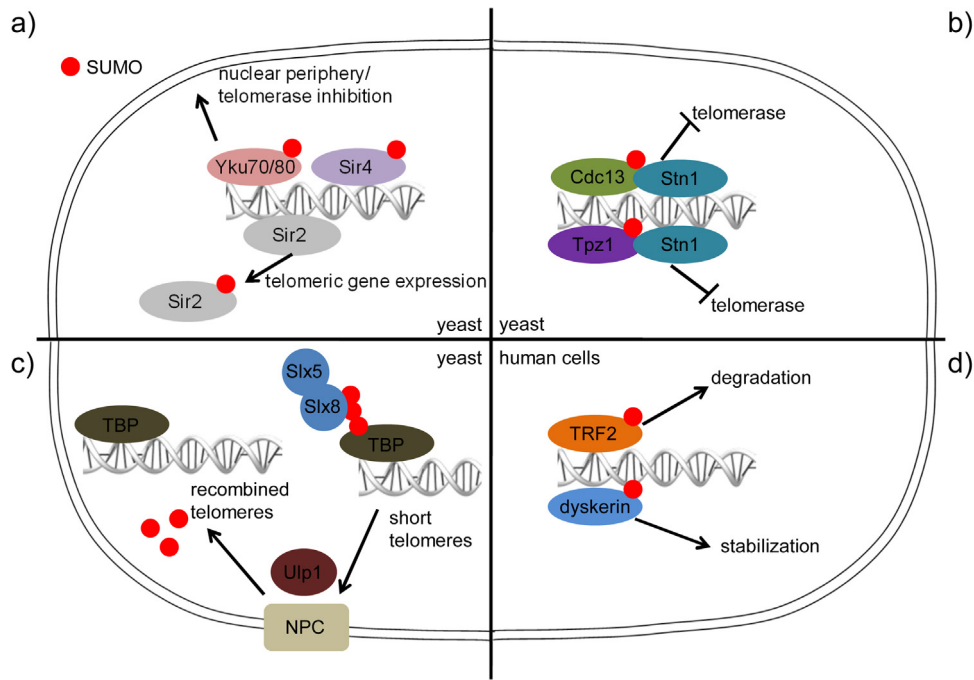 a)
SUMO
nuclear periphery/
telomerase inhibition
Yku70/80
Sir4
Sir2
telomeric gene expression
Sir2
yeast
b)
telomerase
Cdc13
Stn1
Tpz1
Stn1
telomerase
yeast
c)
yeast
Slx5
Slx8
TBP
TBP
recombined
telomeres
short
telomeres
Ulp1
NPC
human cells
d)
degradation
TRF2
dyskerin
stabilization